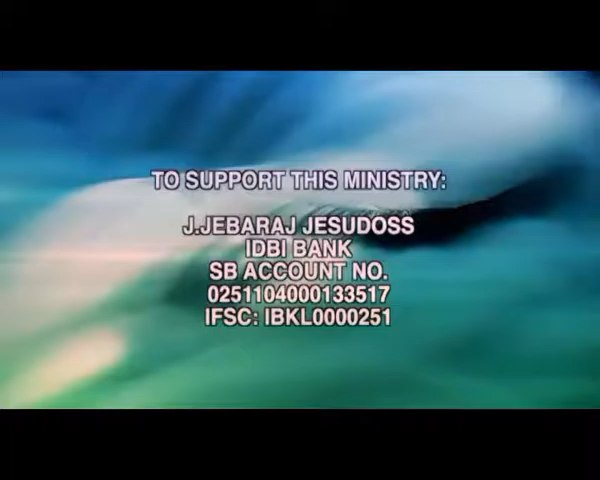 TO SUPPORT THIS MINISTRY:
J.JEBARAJ JESUDOSS
IDBI BANK
SB ACCOUNT NO.
0251104000133517
IFSC: IBKL0000251